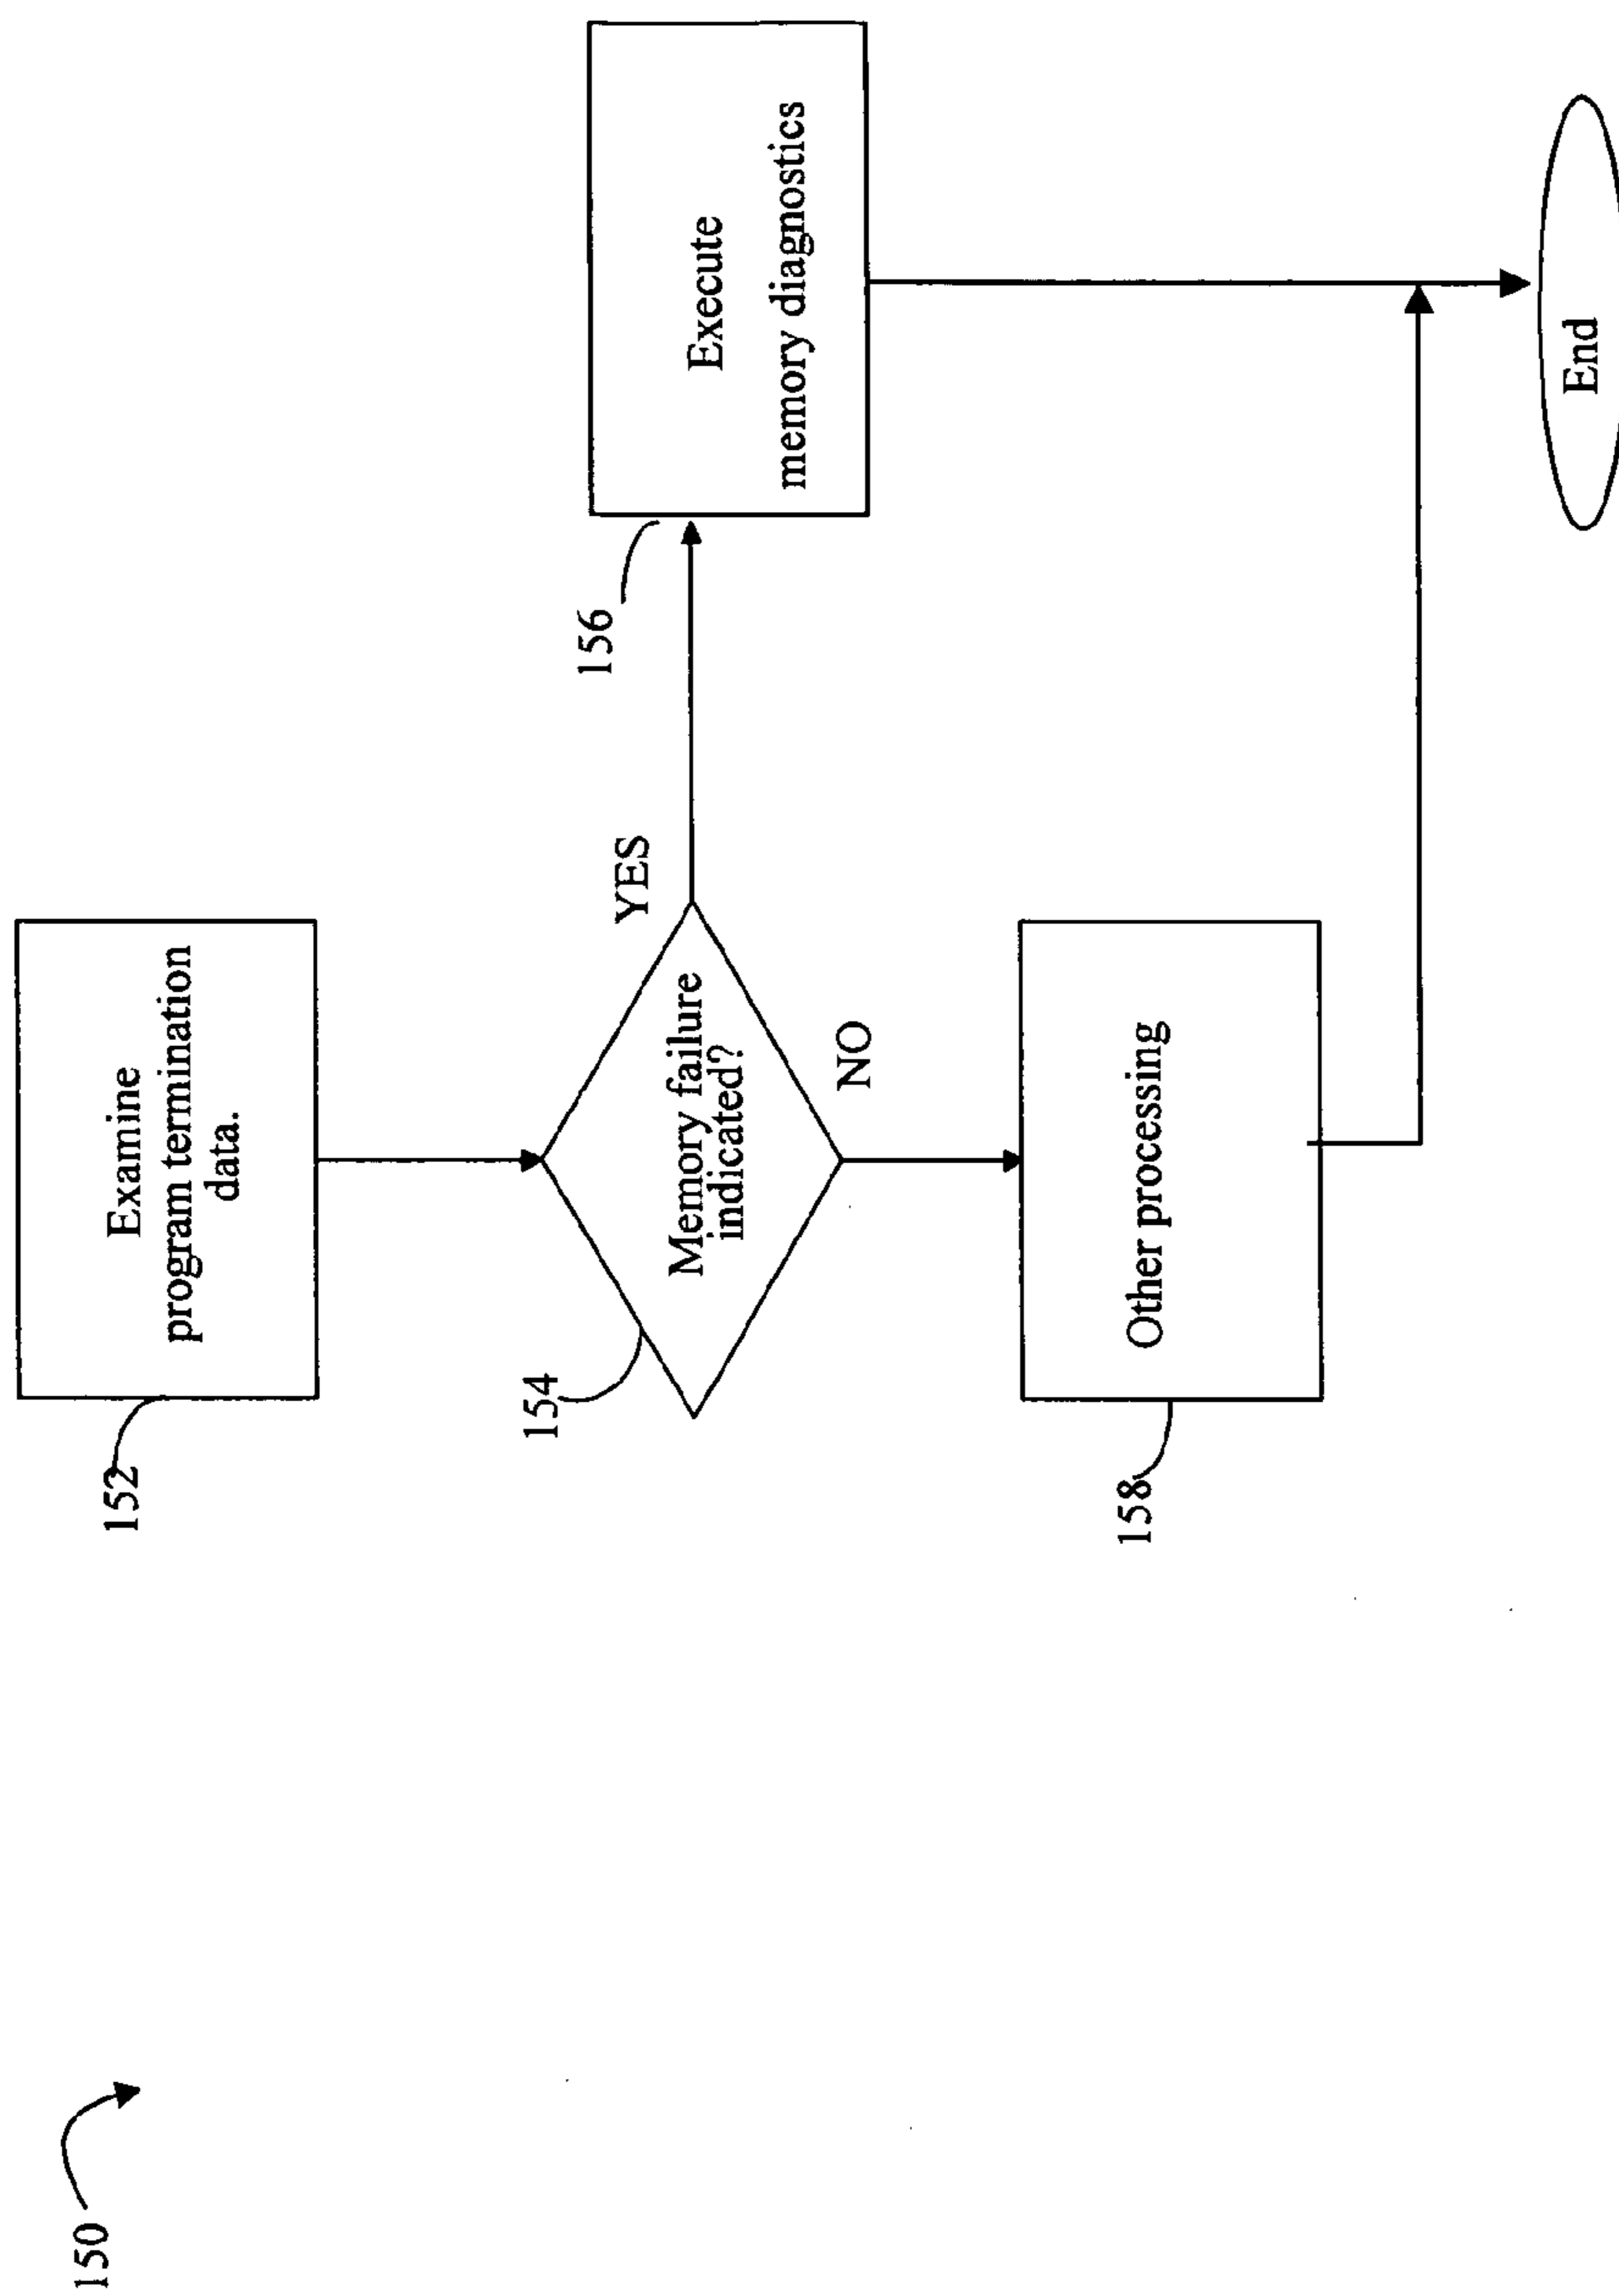 150
152
Examine
program termination
data.
154
Memory failure
indicated?
YES
156
Execute
memory diagnostics
NO
158
Other processing
End